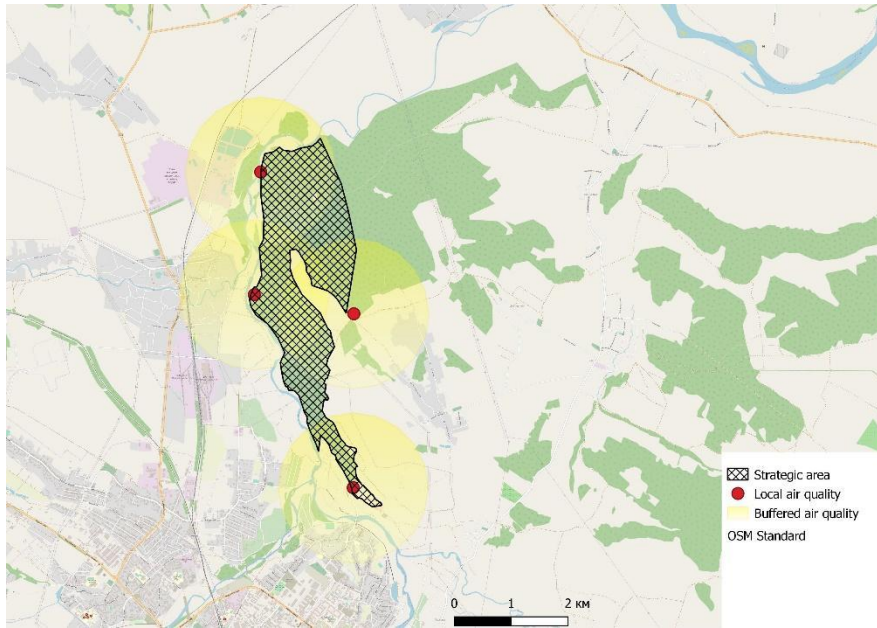 Strategic area
Local air quality
Buffered air quality
OSM Standard
0 1 2 км